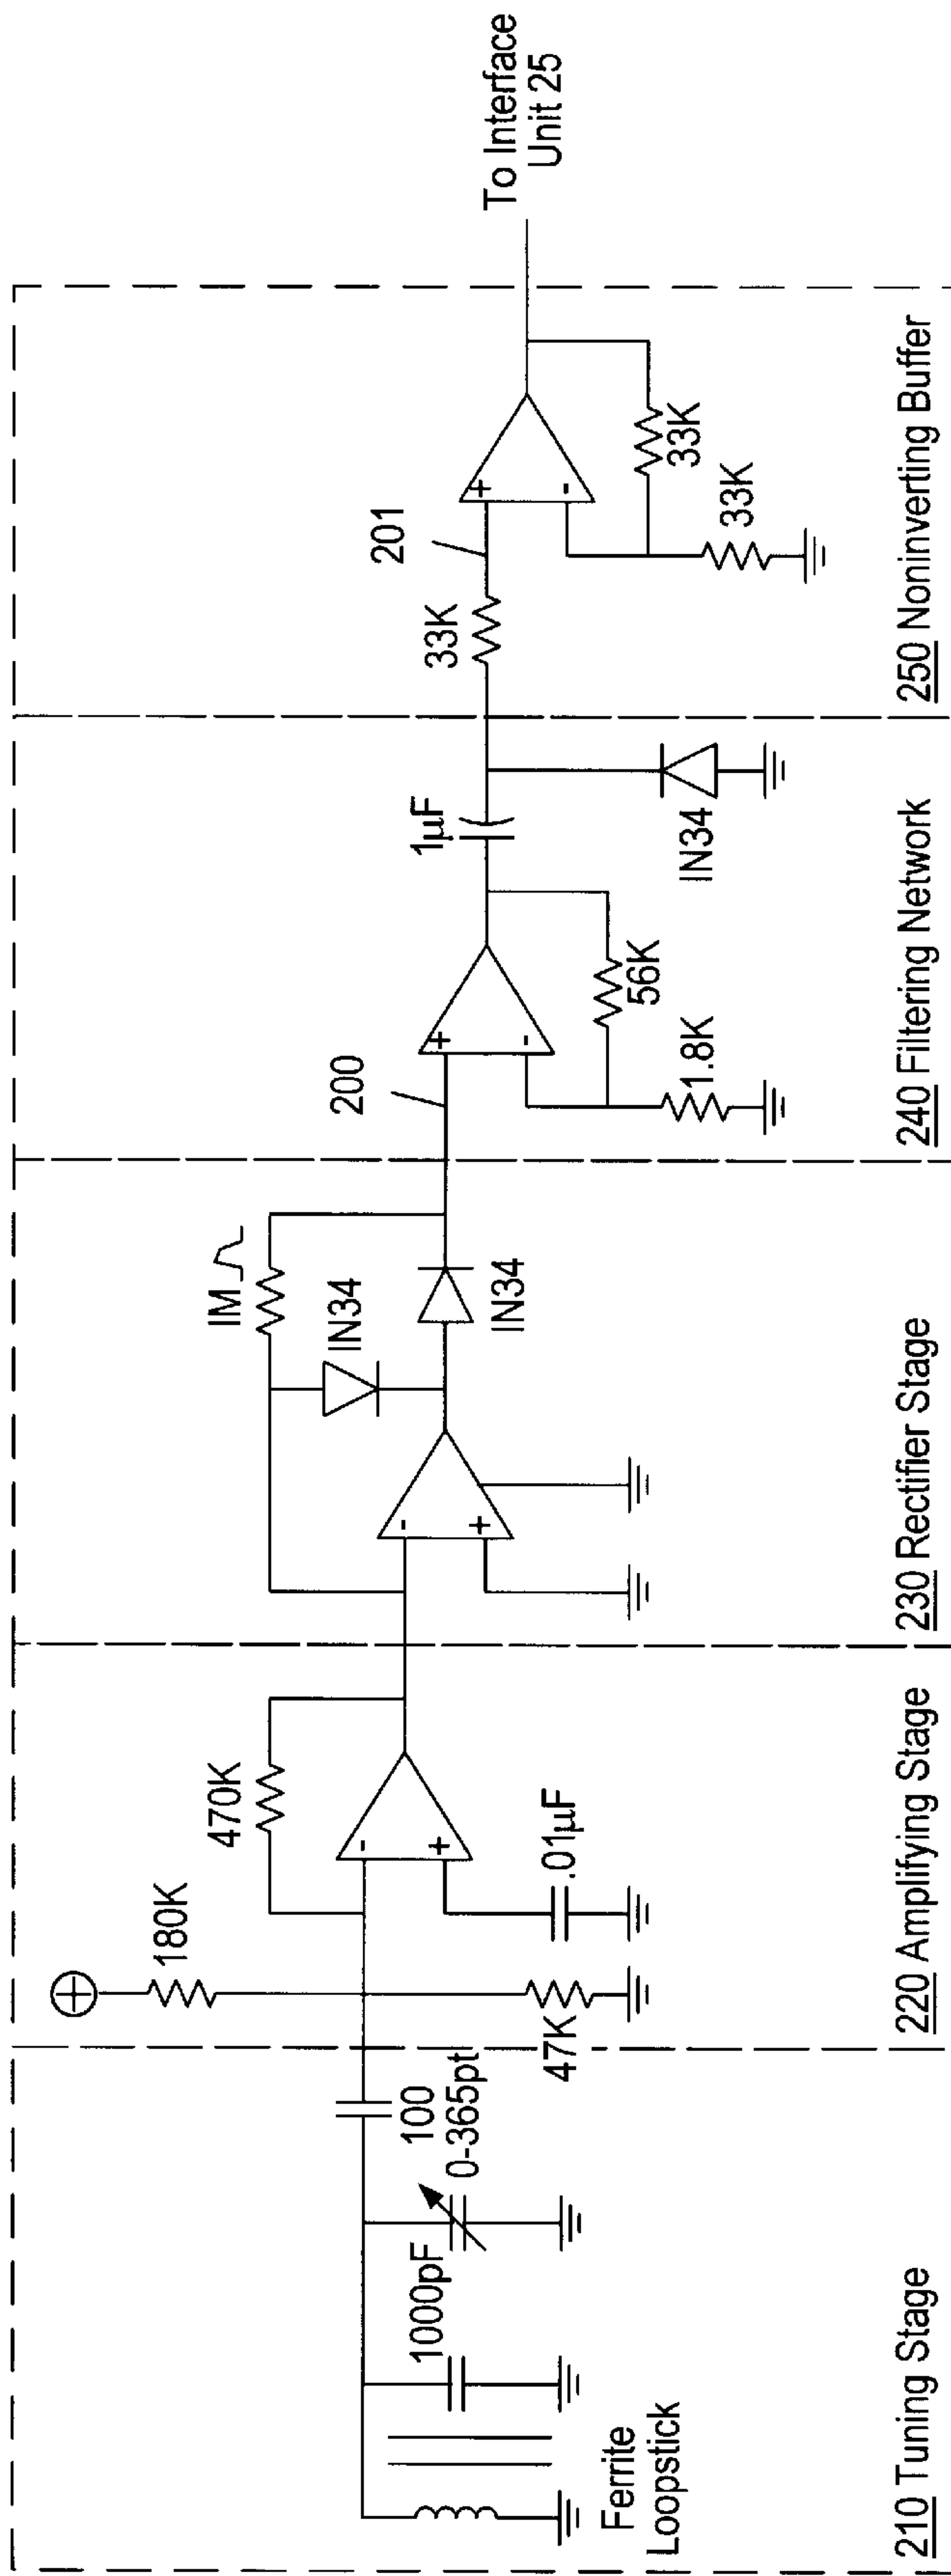 210 Tuning Stage
Ferrite
Loopstick
1000pF
100
0-365pt
220 Amplifying Stage
180K
47K
470K
-
+
.01µF
230 Rectifier Stage
-
+
IM
IN34
IN34
240 Filtering Network
200
+
-
1.8K
56K
1µF
IN34
250 Noninverting Buffer
33K
201
+
-
33K
33K
To Interface
Unit 25